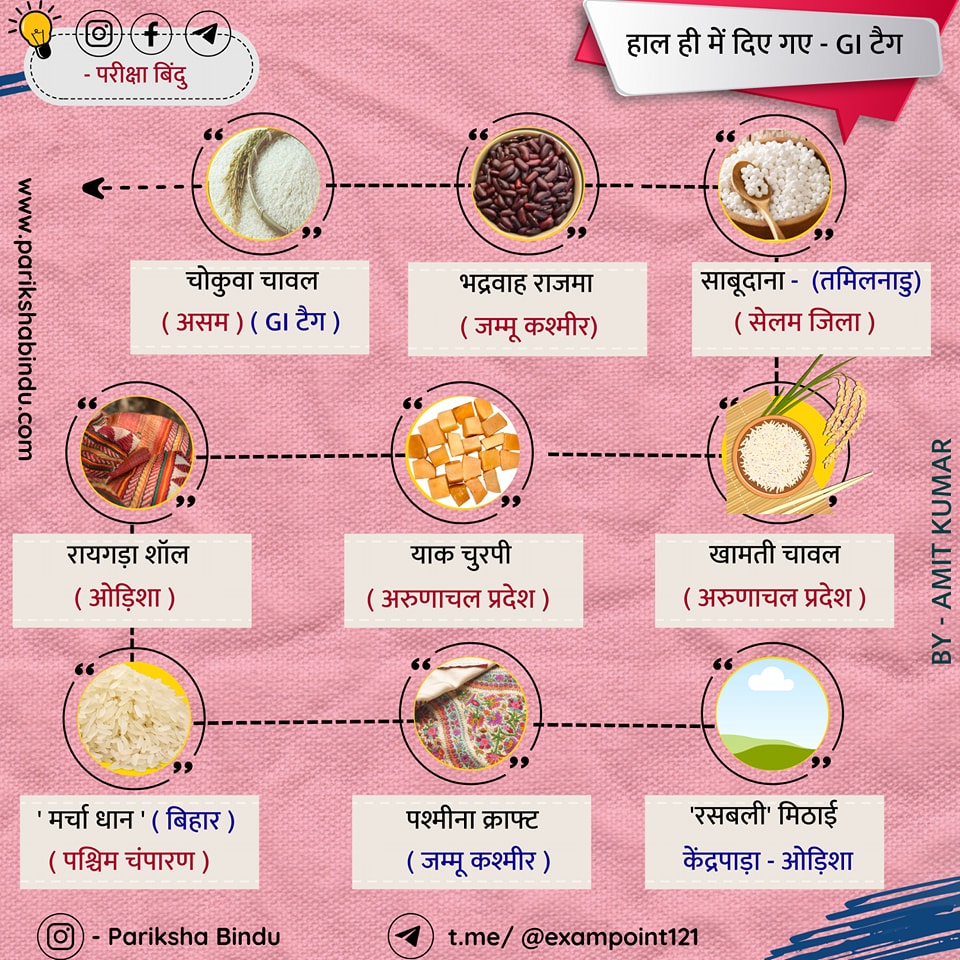 - परीक्षा बिंदु
हाल ही में दिए गए - GI टैग
www.parikshabindu.com
चोकुवा चावल
( असम ) ( GI टैग )
भद्रवाह राजमा
( जम्मू कश्मीर)
साबूदाना - (तमिलनाडु)
( सेलम जिला )
रायगड़ा शॉल
( ओड़िशा )
याक चुरपी
( अरुणाचल प्रदेश )
खामती चावल
( अरुणाचल प्रदेश )
BY - AMIT KUMAR
' मर्चा धान ' ( बिहार )
( पश्चिम चंपारण )
पश्मीना क्राफ्ट
( जम्मू कश्मीर )
'रसबली' मिठाई
केंद्रपाड़ा - ओड़िशा
- Pariksha Bindu
t.me/ @exampoint121